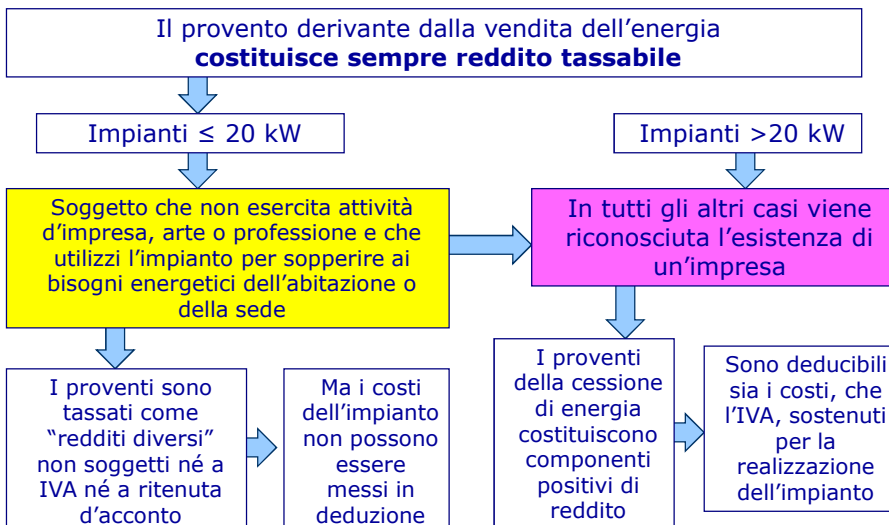 Il provento derivante dalla vendita dell’energia
costituisce sempre reddito tassabile
Impianti ≤ 20 kW
Impianti >20 kW
Soggetto che non esercita attività
d’impresa, arte o professione e che
utilizzi l’impianto per sopperire ai
bisogni energetici dell’abitazione o
della sede
In tutti gli altri casi viene
riconosciuta l’esistenza di
un’impresa
I proventi sono
tassati come
“redditi diversi”
non soggetti né a
IVA né a ritenuta
d’acconto
Ma i costi
dell’impianto
non possono
essere
messi in
deduzione
I proventi
della cessione
di energia
costituiscono
componenti
positivi di
reddito
Sono deducibili
sia i costi, che
l’IVA, sostenuti
per la
realizzazione
dell’impianto